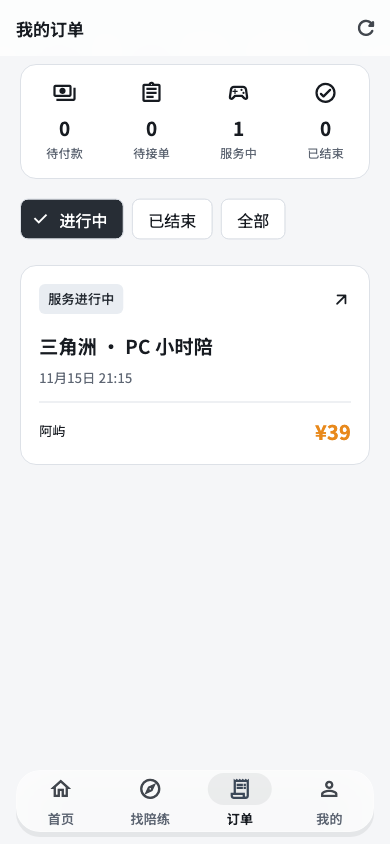 我的订单
0
0
1
0
待付款
待接单
服务中
已结束
进行中
已结束
全部
服务进行中
三角洲 · PC 小时陪
11月15日 21:15
阿屿
¥39
首页
找陪练
订单
我的